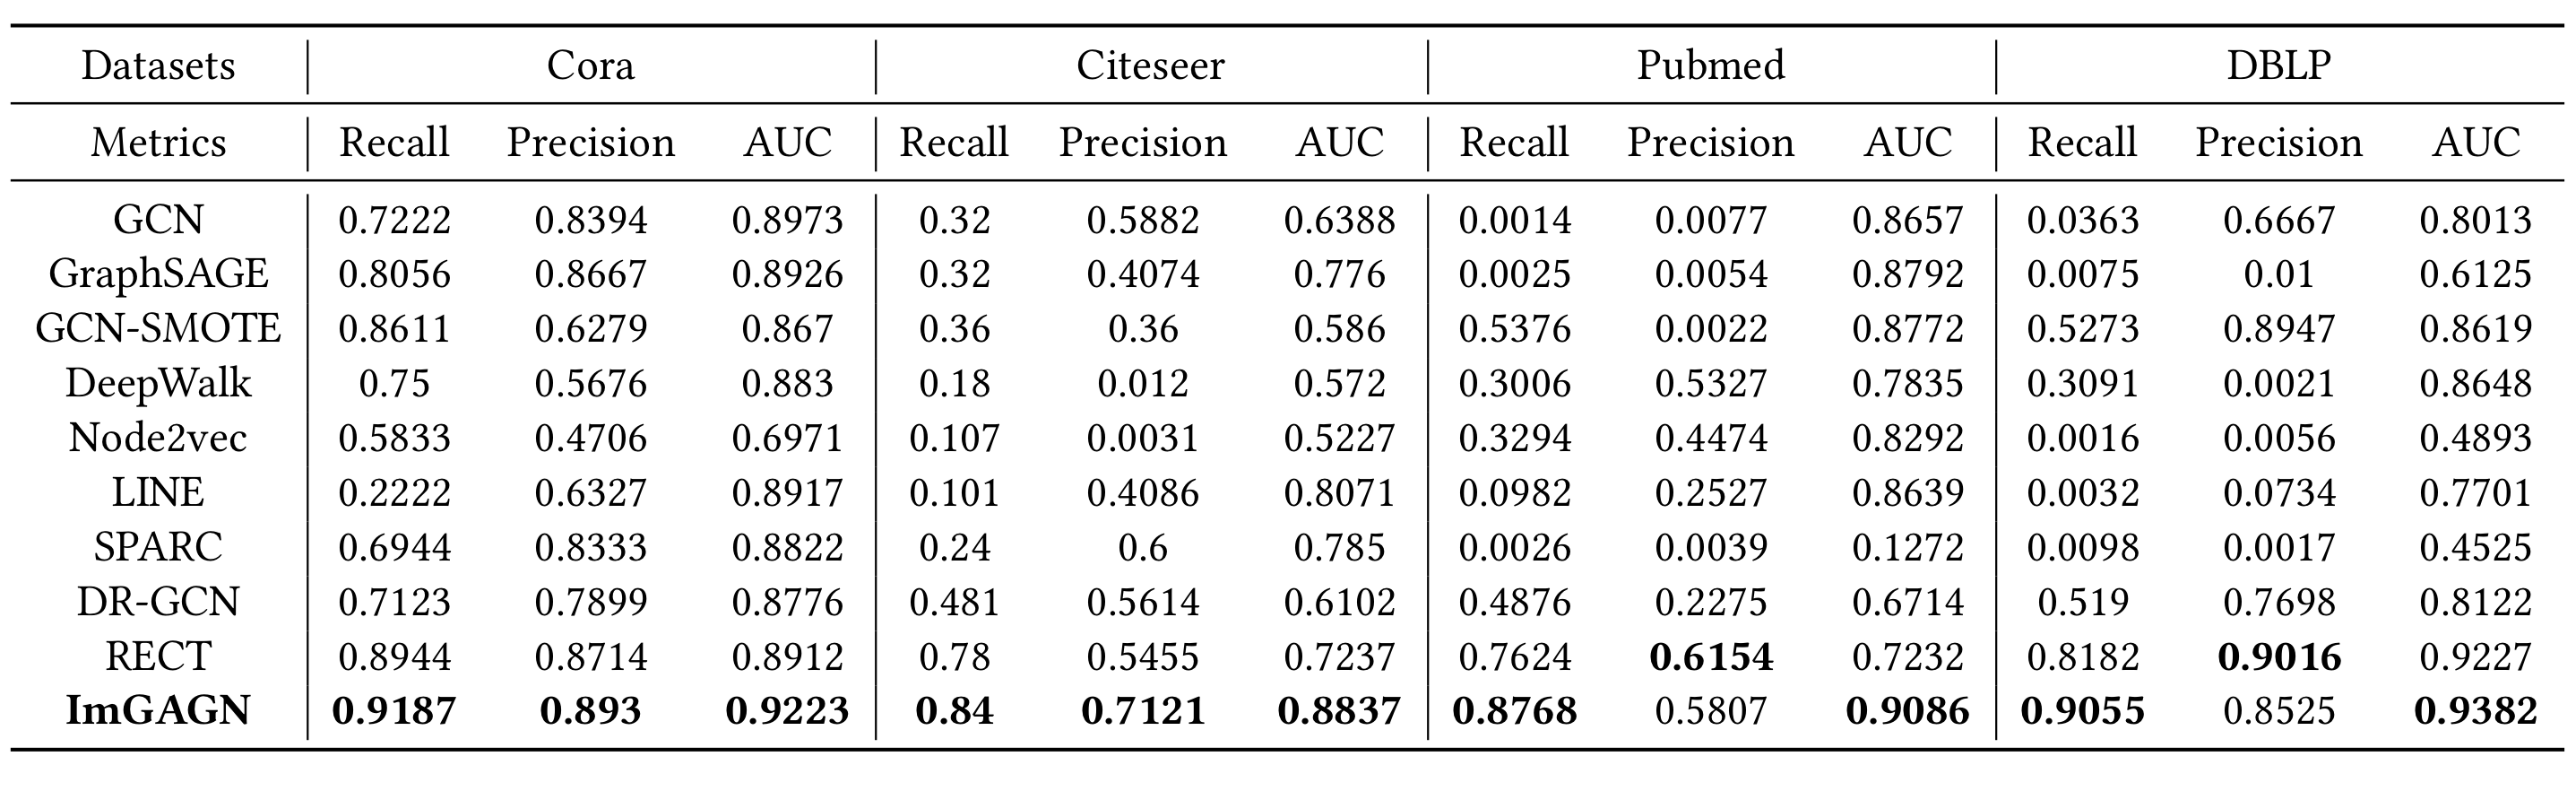 Datasets Cora Citeseer Pubmed DBLP
Metrics Recall Precision AUC Recall Precision AUC Recall Precision AUC Recall Precision AUC
GCN 0.7222 0.8394 0.8973 0.32 0.5882 0.6388 0.0014 0.0077 0.8657 0.0363 0.6667 0.8013
GraphSAGE 0.8056 0.8667 0.8926 0.32 0.4074 0.776 0.0025 0.0054 0.8792 0.0075 0.01 0.6125
GCN-SMOTE 0.8611 0.6279 0.867 0.36 0.36 0.586 0.5376 0.0022 0.8772 0.5273 0.8947 0.8619
DeepWalk 0.75 0.5676 0.883 0.18 0.012 0.572 0.3006 0.5327 0.7835 0.3091 0.0021 0.8648
Node2vec 0.5833 0.4706 0.6971 0.107 0.0031 0.5227 0.3294 0.4474 0.8292 0.0016 0.0056 0.4893
LINE 0.2222 0.6327 0.8917 0.101 0.4086 0.8071 0.0982 0.2527 0.8639 0.0032 0.0734 0.7701
SPARC 0.6944 0.8333 0.8822 0.24 0.6 0.785 0.0026 0.0039 0.1272 0.0098 0.0017 0.4525
DR-GCN 0.7123 0.7899 0.8776 0.481 0.5614 0.6102 0.4876 0.2275 0.6714 0.519 0.7698 0.8122
RECT 0.8944 0.8714 0.8912 0.78 0.5455 0.7237 0.7624 0.6154 0.7232 0.8182 0.9016 0.9227
ImGAGN 0.9187 0.893 0.9223 0.84 0.7121 0.8837 0.8768 0.5807 0.9086 0.9055 0.8525 0.9382